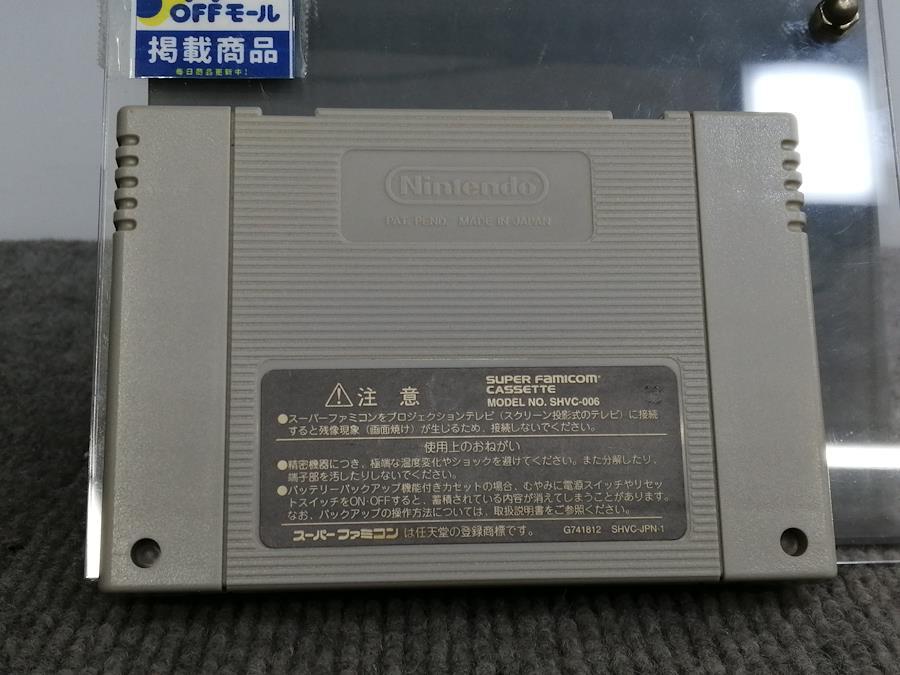 OFFモール
掲載商品
毎日商品更新中！
Nintendo
PAT. PEND. MADE IN JAPAN
⚠注 意
SUPER FAMICOM
CASSETTE
MODEL NO. SHVC-006
●スーパーファミコンをプロジェクションテレビ（スクリーン投影式のテレビ）に接続
すると残像現象（画面焼け）が生じるため、接続しないでください。
使用上のおねがい
●精密機器につき、極端な温度変化やショックを避けてください。また分解したり、
端子部を汚したりしないでください。
●バッテリーバックアップ機能付きカセットの場合、むやみに電源スイッチやリセッ
トスイッチをON・OFFすると、蓄積されている内容が消えてしまうことがあります。
なお、バックアップの操作方法については、取扱説明書をご参照ください。
スーパーファミコンは任天堂の登録商標です。 G741812 SHVC-JPN-1